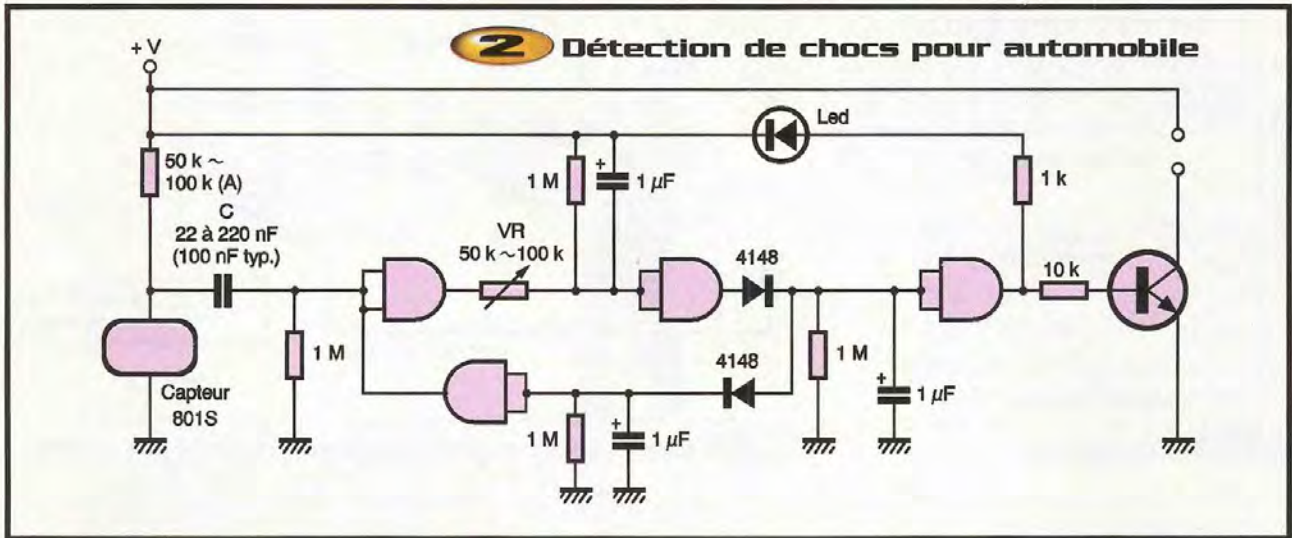 2 Détection de chocs pour automobile
+ V
Led
50 k ~
100 k (A)
1 M
+
1 µF
1 k
C
22 à 220 nF
(100 nF typ.)
VR
50 k ~100 k
4148
10 k
1 M
4148
1 M
+
1 µF
Capteur
801S
1 M
+
1 µF